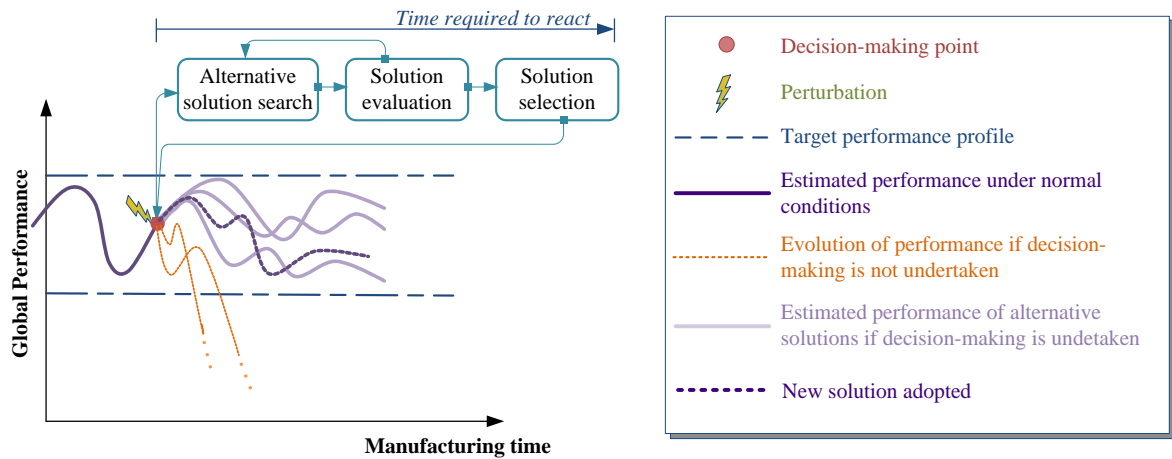 Time required to react
Alternative
solution search
Solution
evaluation
Solution
selection
Global Performance
Manufacturing time
Decision-making point
Perturbation
Target performance profile
Estimated performance under normal
conditions
Evolution of performance if decision-
making is not undertaken
Estimated performance of alternative
solutions if decision-making is undetaken
New solution adopted